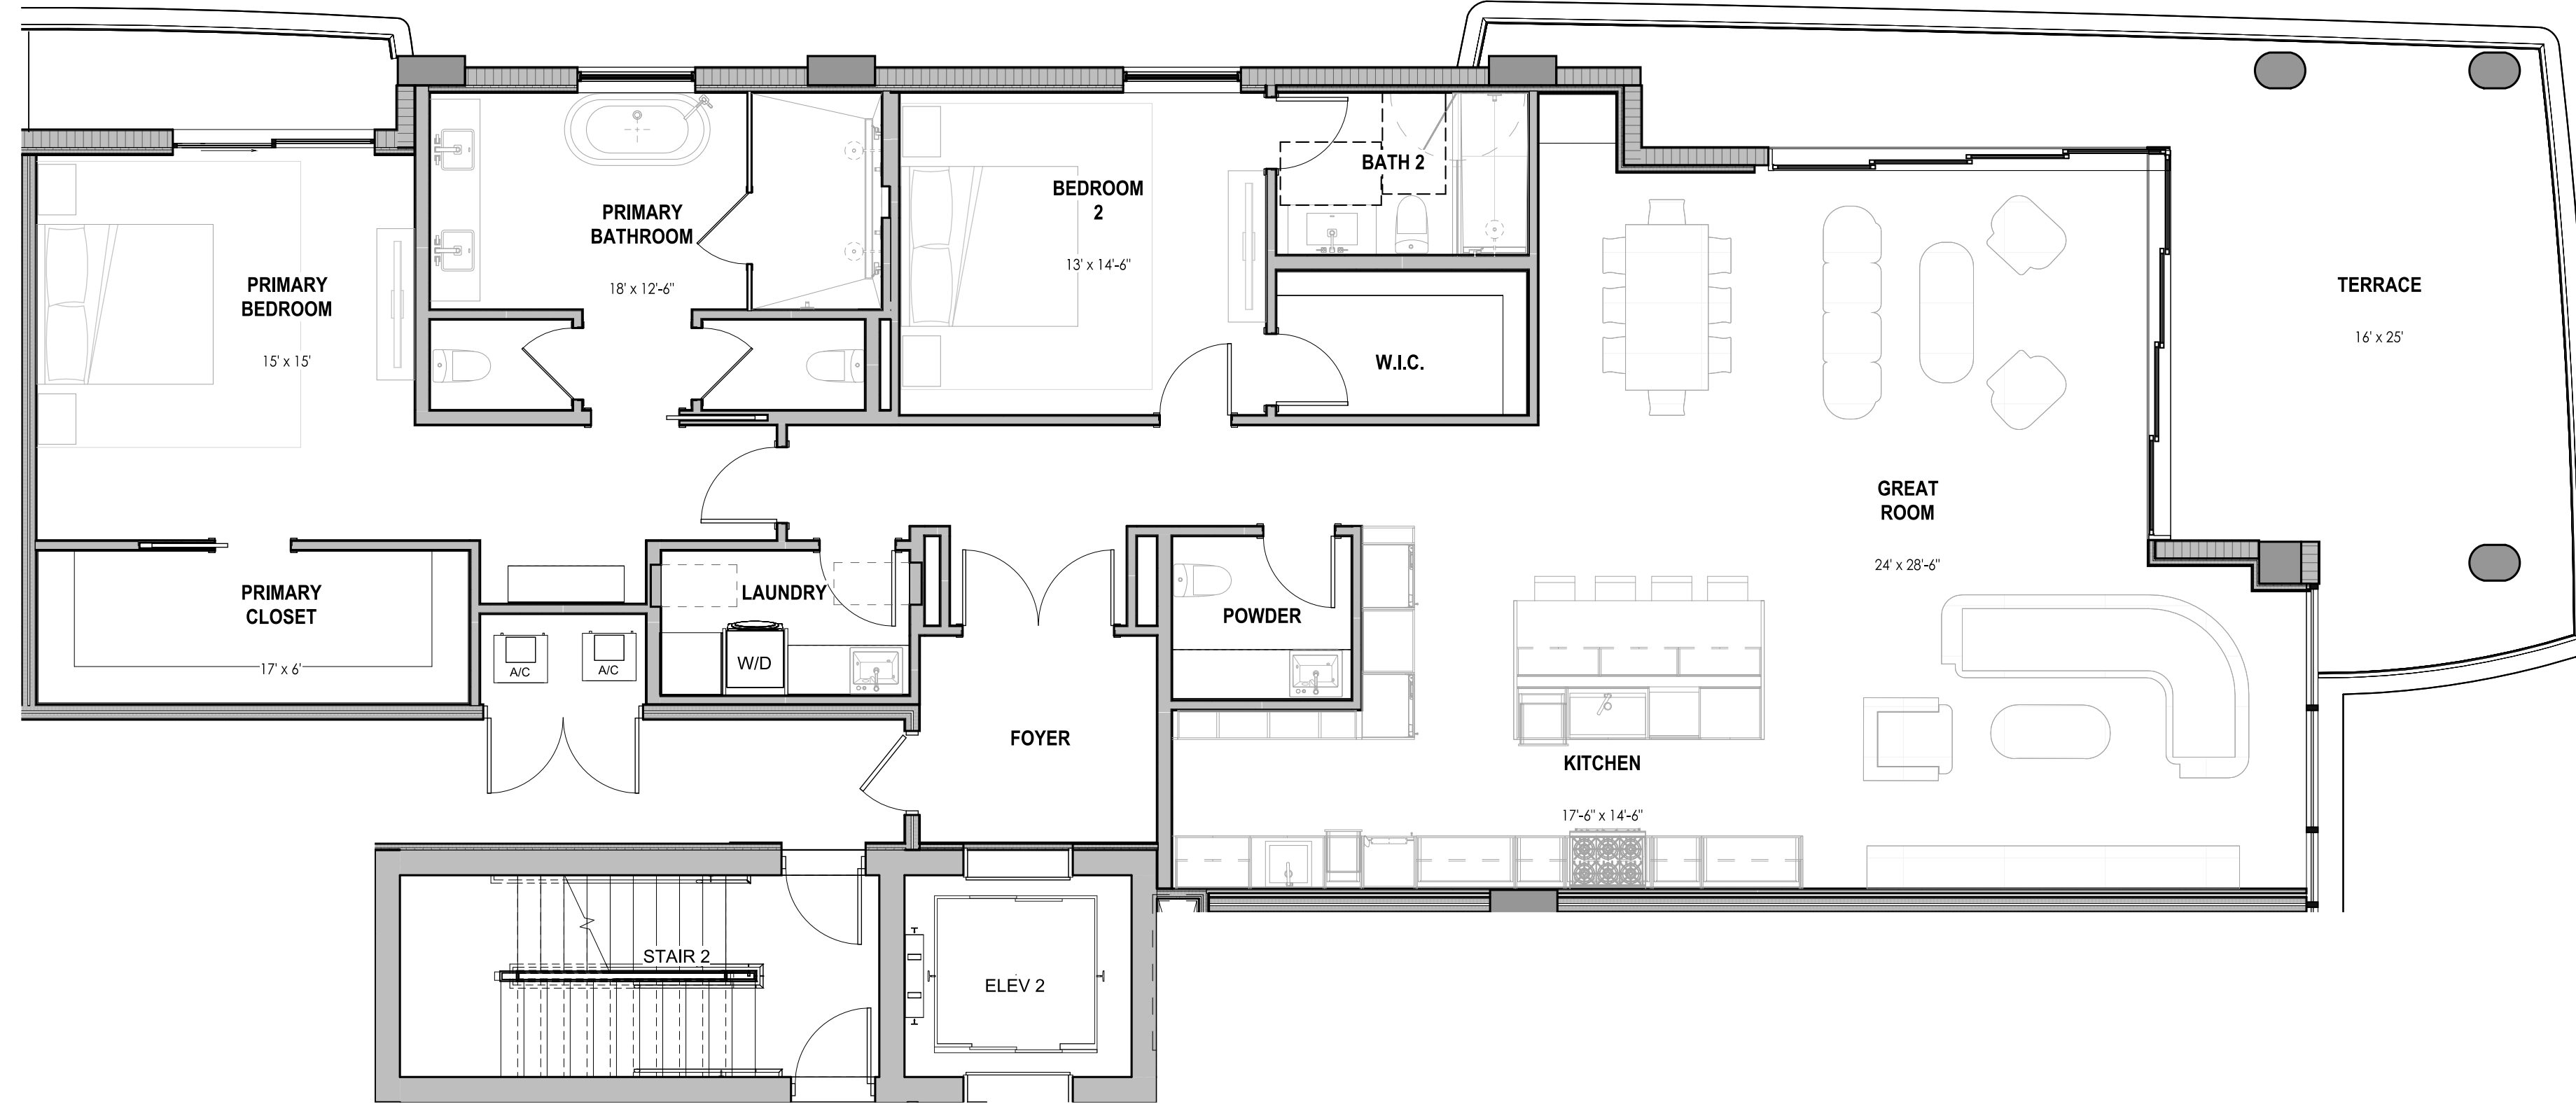 PRIMARY
BEDROOM
15' x 15'
PRIMARY
BATHROOM
18' x 12'-6"
BEDROOM
2
13' x 14'-6"
BATH 2
W.I.C.
TERRACE
16' x 25'
GREAT
ROOM
24' x 28'-6"
PRIMARY
CLOSET
17' x 6'
A/C
A/C
LAUNDRY
W/D
FOYER
POWDER
KITCHEN
17'-6" x 14'-6"
STAIR 2
ELEV 2